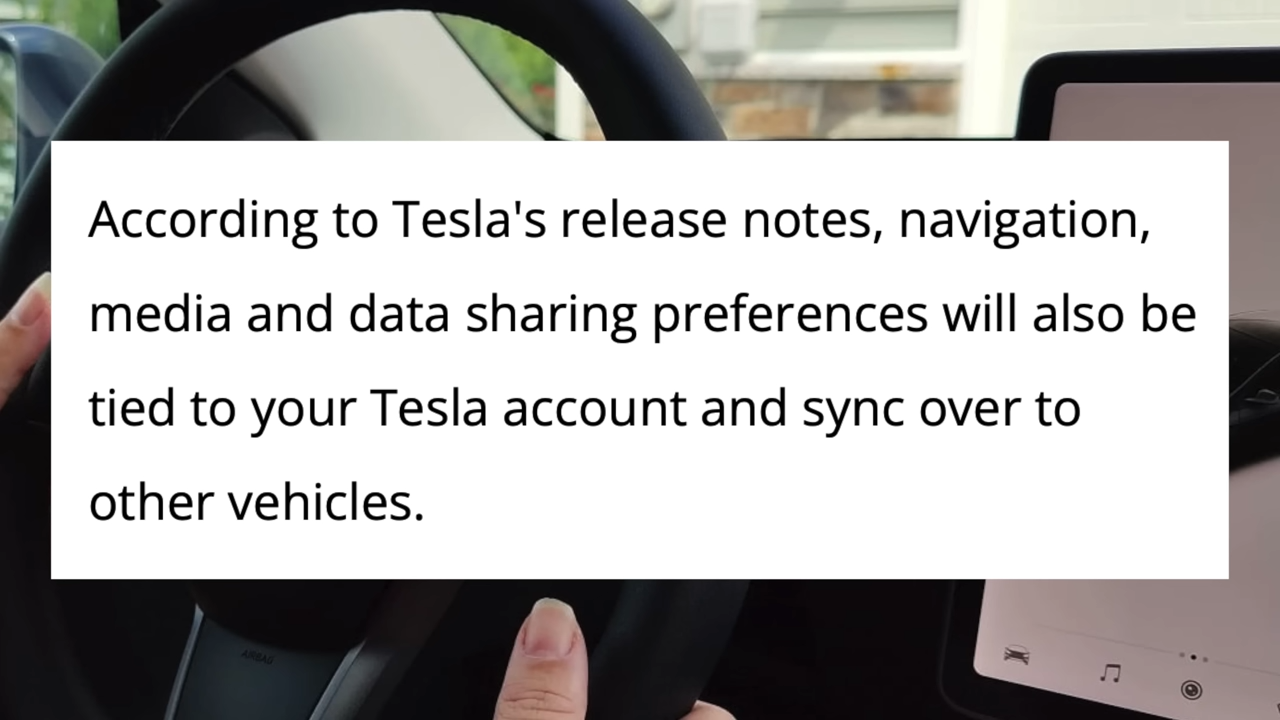 According to Tesla's release notes, navigation,
media and data sharing preferences will also be
tied to your Tesla account and sync over to
other vehicles.
AIRBAG